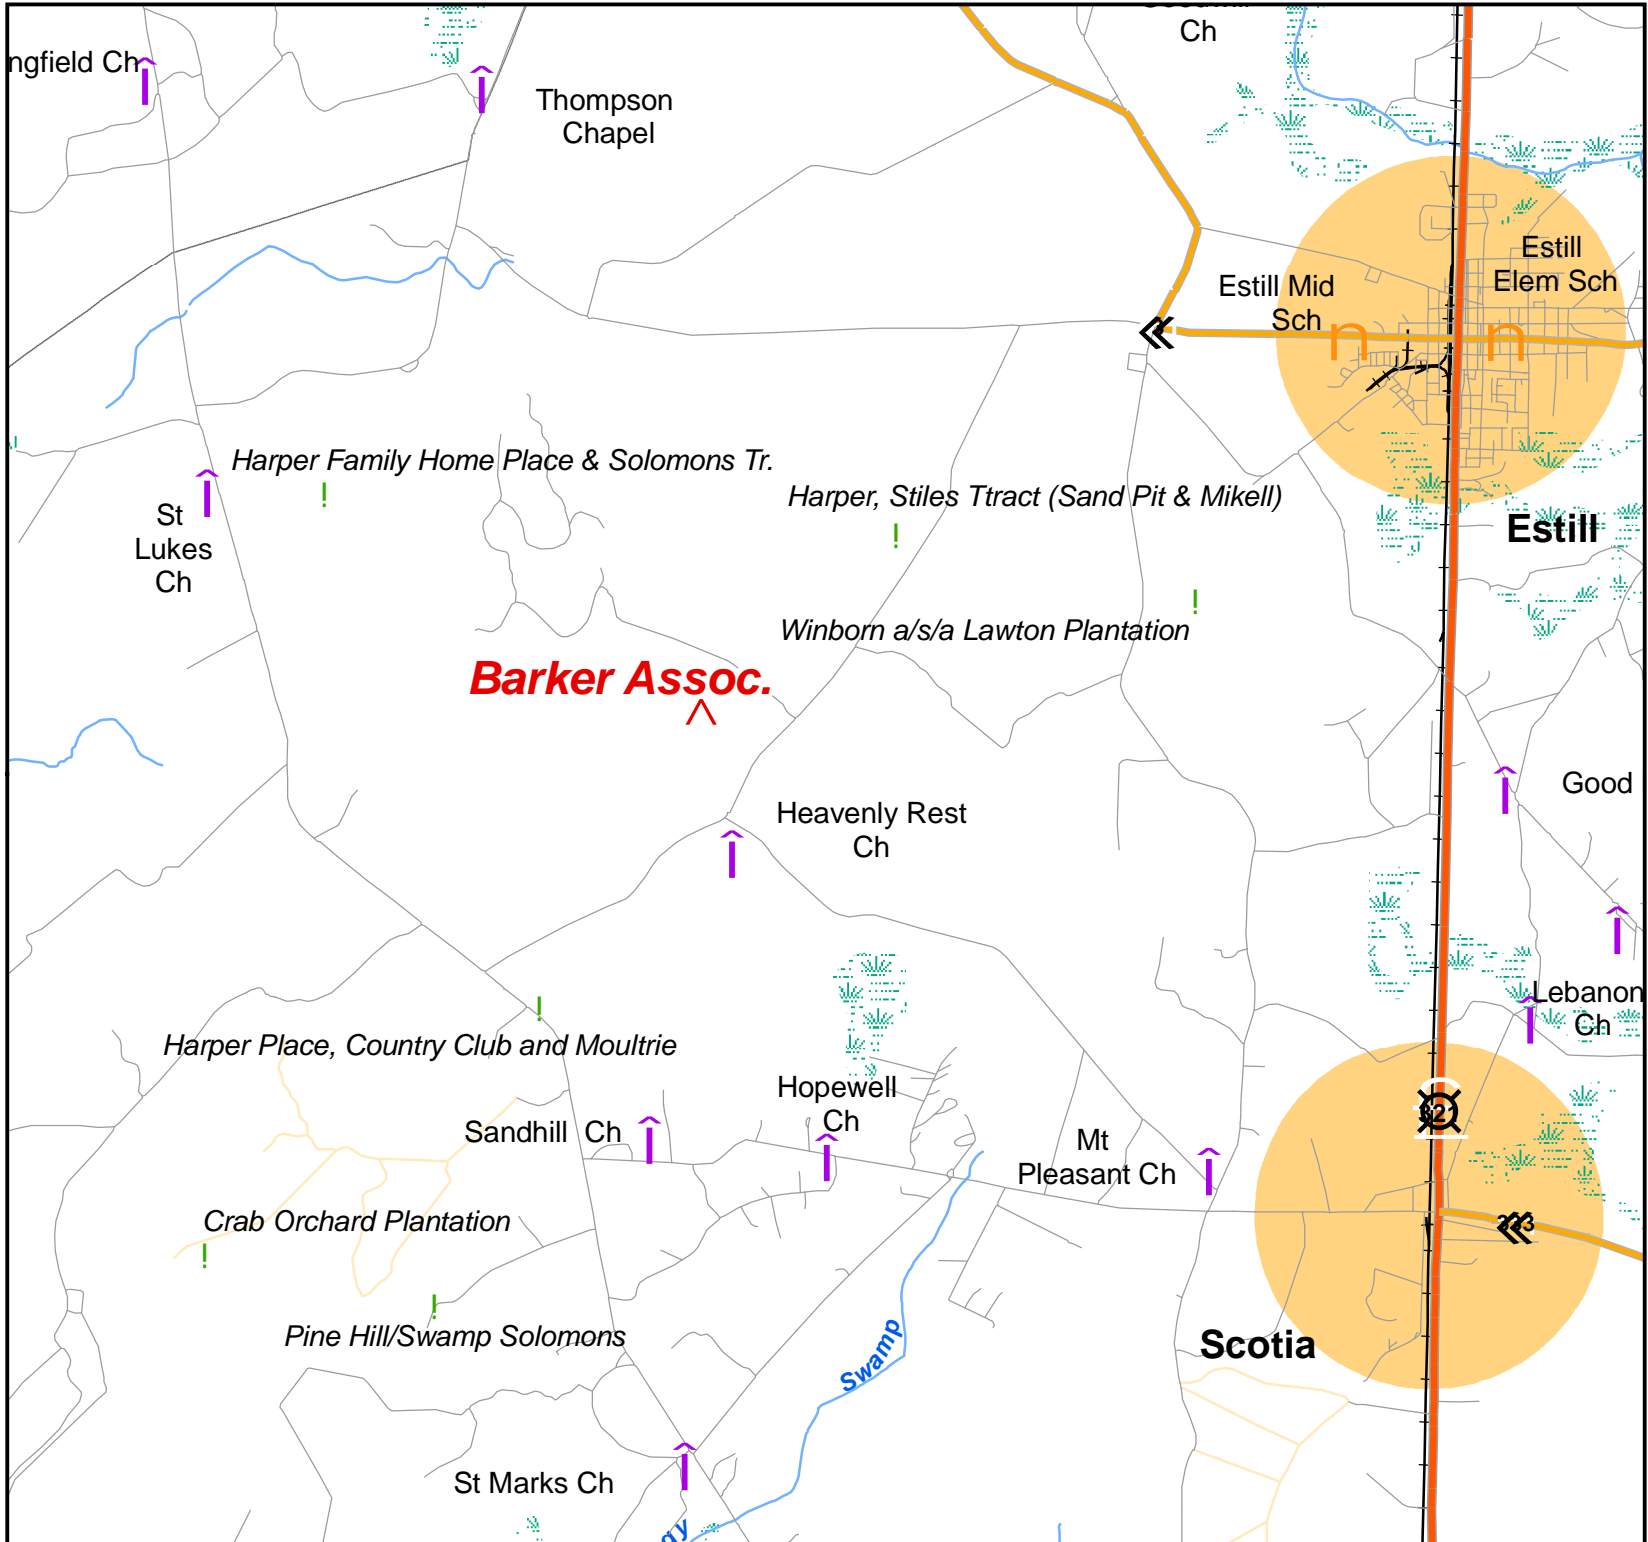 Ch
ngfield Ch
Thompson
Chapel
Estill
Elem Sch
Estill Mid
Sch
n
n
Harper Family Home Place & Solomons Tr.
Harper, Stiles Ttract (Sand Pit & Mikell)
St
Lukes
Ch
Estill
Winborn a/s/a Lawton Plantation
Barker Assoc.
Good
Heavenly Rest
Ch
Lebanon
Ch
Harper Place, Country Club and Moultrie
Hopewell
Ch
321
Sandhill Ch
Mt
Pleasant Ch
Crab Orchard Plantation
333
Pine Hill/Swamp Solomons
Scotia
Swamp
St Marks Ch
gy